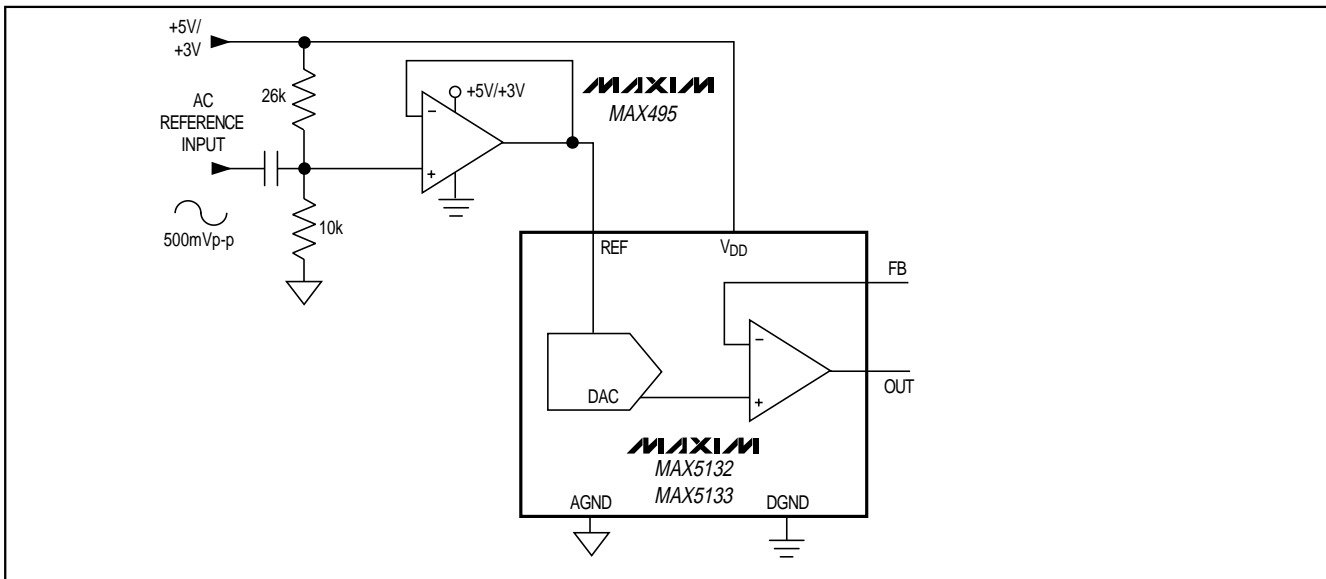 +5V/
+3V
26k
AC
REFERENCE
INPUT
500mVp-p
10k
−
+5V/+3V
+
MAXIM
MAX495
REF
VDD
FB
−
DAC
+
OUT
MAXIM
MAX5132
MAX5133
AGND
DGND